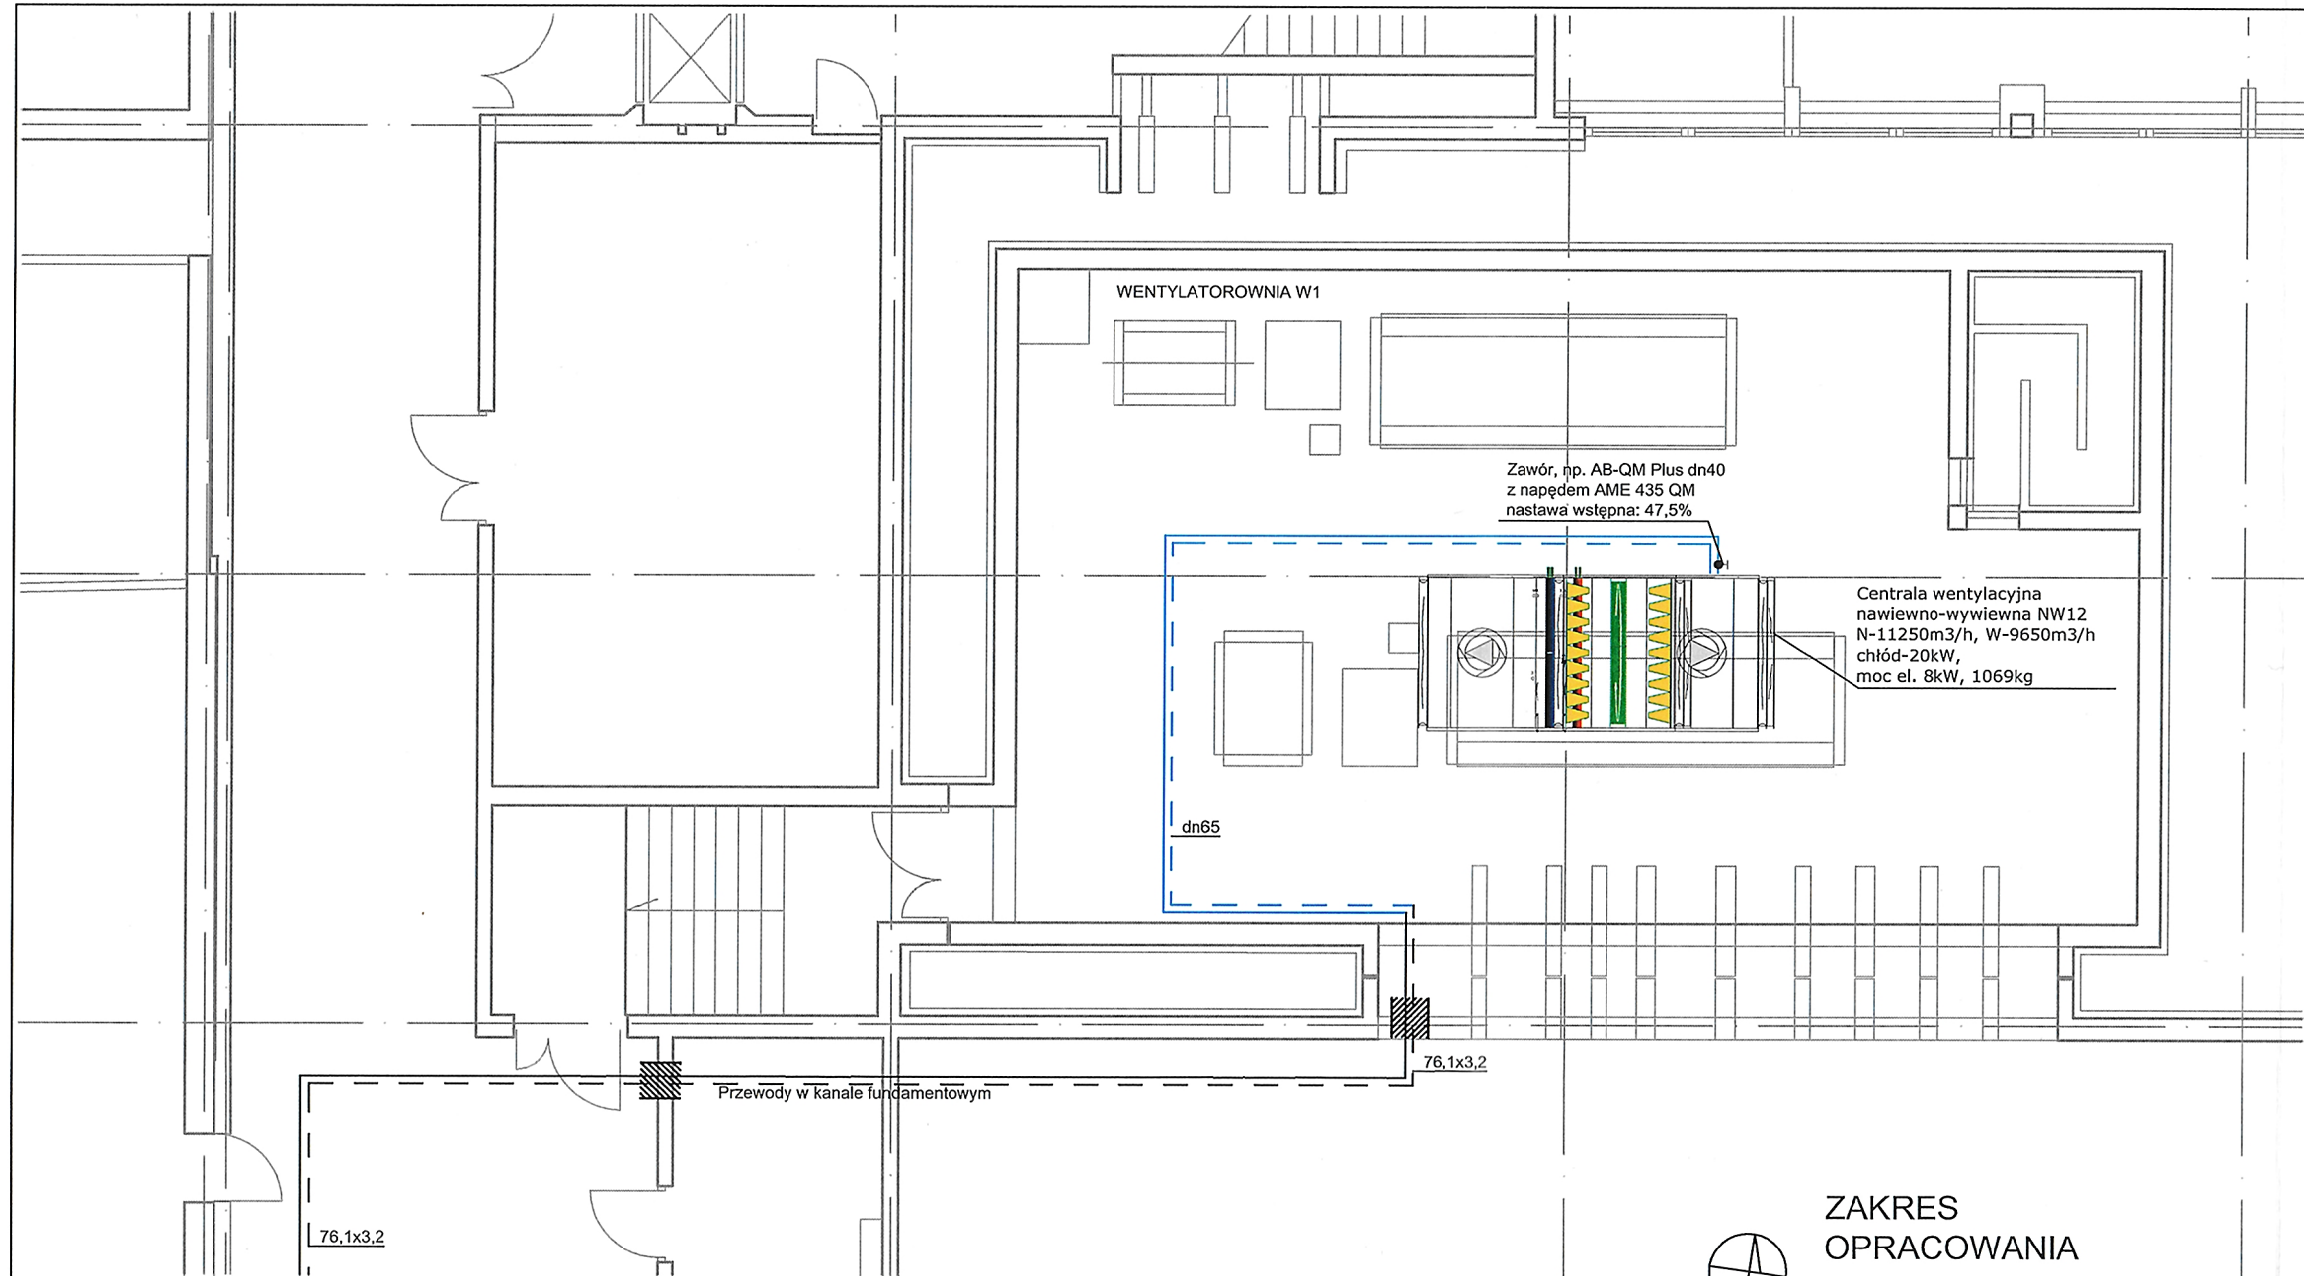 WENTYLATOROWNIA W1
Zawór, np. AB-QM Plus dn40
z napędem AME 435 QM
nastawa wstępna: 47,5%
Centrala wentylacyjna
nawiewno-wywiewna NW12
N-11250m3/h, W-9650m3/h
chłód-20kW,
moc el. 8kW, 1069kg
dn65
76,1x3,2
Przewody w kanale fundamentowym
76,1x3,2
ZAKRES
OPRACOWANIA